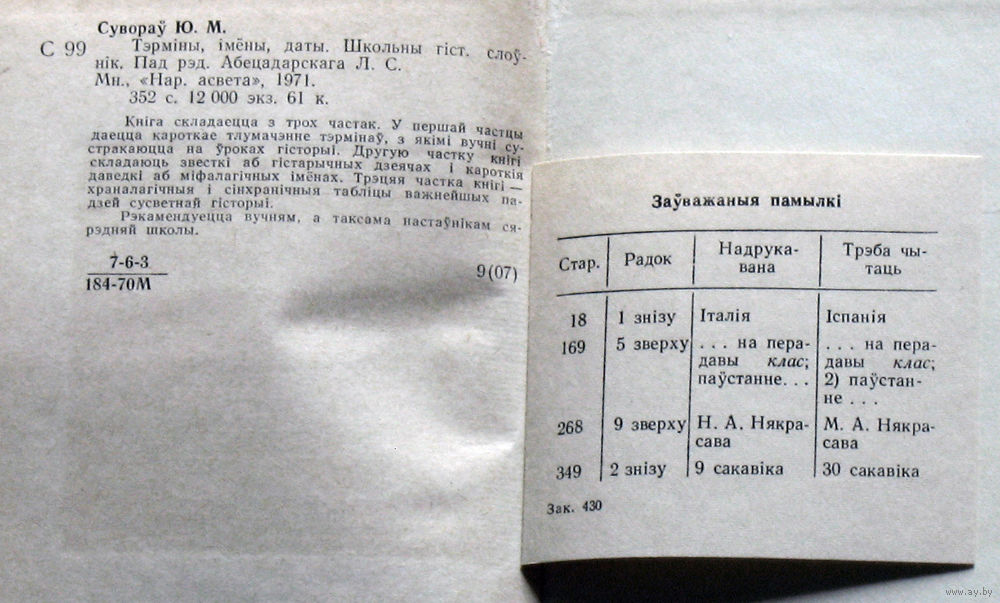 Сувораў Ю. М.
С 99 Тэрміны, імёны, даты. Школьны гіст. слоў-
нік. Пад рэд. Абецадарскага Л. С.
Мн., «Нар. асвета», 1971.
352 с. 12 000 экз. 61 к.
Кніга складаецца з трох частак. У першай частцы
даецца кароткае тлумачэнне тэрмінаў, з якімі вучні су-
стракаюцца на ўроках гісторыі. Другую частку кнігі
складаюць звесткі аб гістарычных дзеячах і кароткія
даведкі аб міфалагічных імёнах. Трэцяя частка кнігі —
храналагічныя і сінхранічныя табліцы важнейшых па-
дзей сусветнай гісторыі.
Рэкамендуецца вучням, а таксама настаўнікам ся-
рэдняй школы.
7-6-3
184-70М
9(07)
Заўважаныя памылкі
Стар. Радок Надрука- Трэба чы-
вана таць
18 1 знізу Італія Іспанія
169 5 зверху . . . на пера- . . . на пера-
давы клас; давы клас;
паўстанне. . . 2) паўстан-
не . . .
268 9 зверху Н. А. Някра- М. А. Някра-
сава сава
349 2 знізу 9 сакавіка 30 сакавіка
Зак. 430
www.ay.by